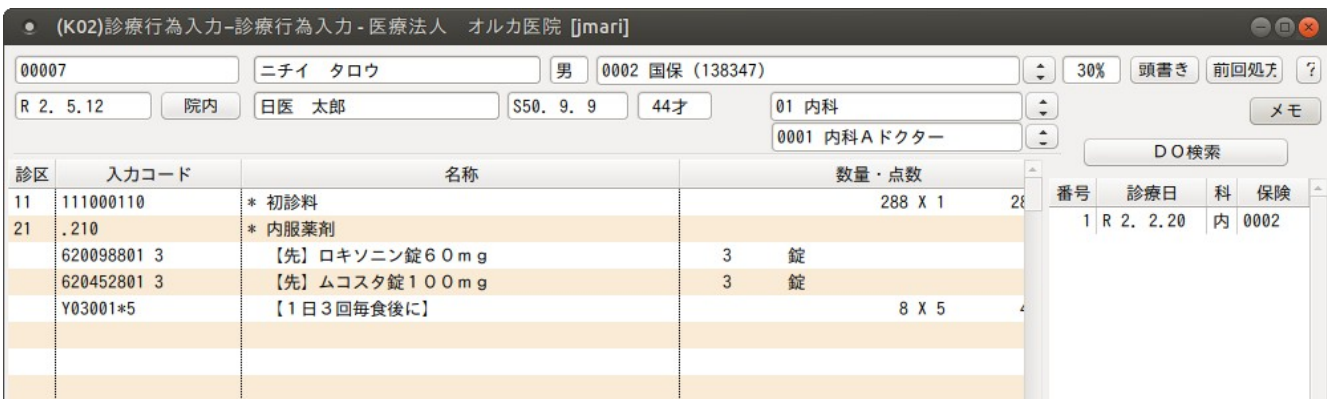 (K02)診療行為入力-診療行為入力 - 医療法人　オルカ医院 [jmari]
00007 ニチイ　タロウ 男 0002 国保 (138347) 30% 頭書き 前回処方 ?
R 2. 5.12 院内 日医　太郎 S50. 9. 9 44才 01 内科 メモ
0001 内科Ａドクター
ＤＯ検索
診区 入力コード 名称 数量・点数
番号 診療日 科 保険
11 111000110 * 初診料 288 X 1 28
1 R 2. 2.20 内 0002
21 .210 * 内服薬剤
620098801 3 【先】ロキソニン錠６０ｍｇ 3 錠
620452801 3 【先】ムコスタ錠１００ｍｇ 3 錠
Y03001*5 【１日３回毎食後に】 8 X 5 4